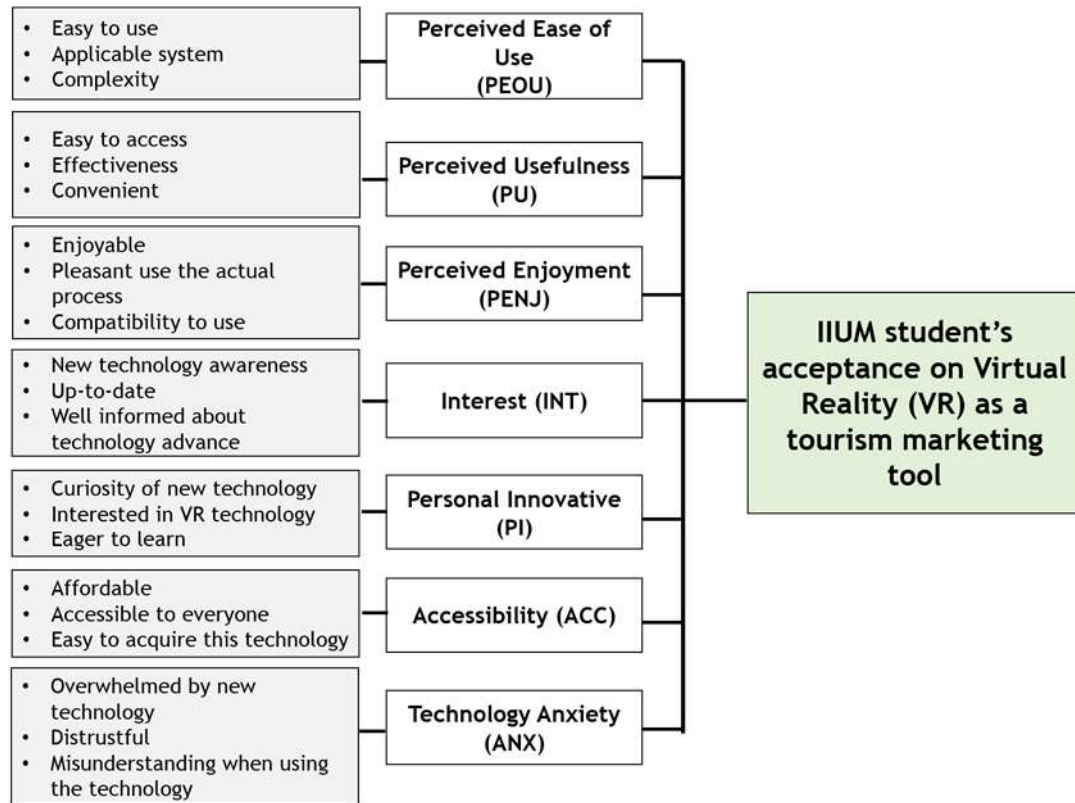 • Easy to use
• Applicable system
• Complexity
Perceived Ease of
Use
(PEOU)
• Easy to access
• Effectiveness
• Convenient
Perceived Usefulness
(PU)
• Enjoyable
• Pleasant use the actual
process
• Compatibility to use
Perceived Enjoyment
(PENJ)
• New technology awareness
• Up-to-date
• Well informed about
technology advance
Interest (INT)
• Curiosity of new technology
• Interested in VR technology
• Eager to learn
Personal Innovative
(PI)
• Affordable
• Accessible to everyone
• Easy to acquire this technology
Accessibility (ACC)
• Overwhelmed by new
technology
• Distrustful
• Misunderstanding when using
the technology
Technology Anxiety
(ANX)
IIUM student’s
acceptance on Virtual
Reality (VR) as a
tourism marketing
tool